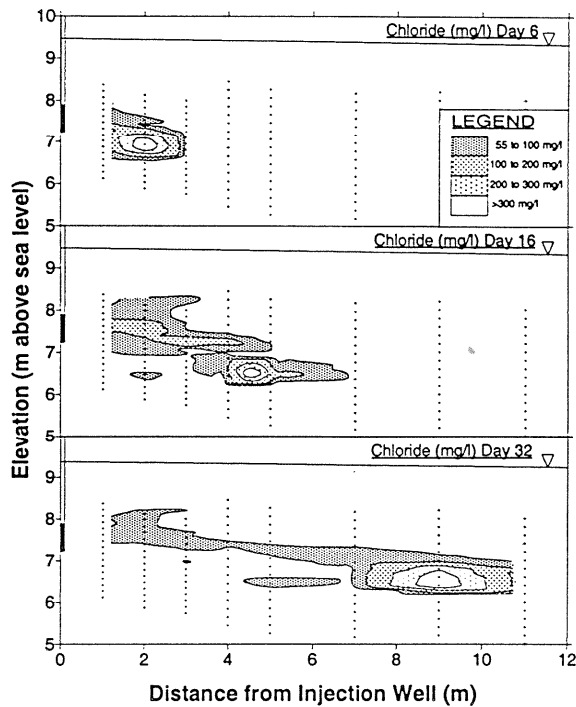 Chloride (mg/l) Day 6
10
9
8
7
6
5
LEGEND
55 to 100 mg/l
100 to 200 mg/l
200 to 300 mg/l
>300 mg/l
Chloride (mg/l) Day 16
9
8
7
6
5
Chloride (mg/l) Day 32
9
8
7
6
5
0
2
4
6
8
10
12
Elevation (m above sea level)
Distance from Injection Well (m)